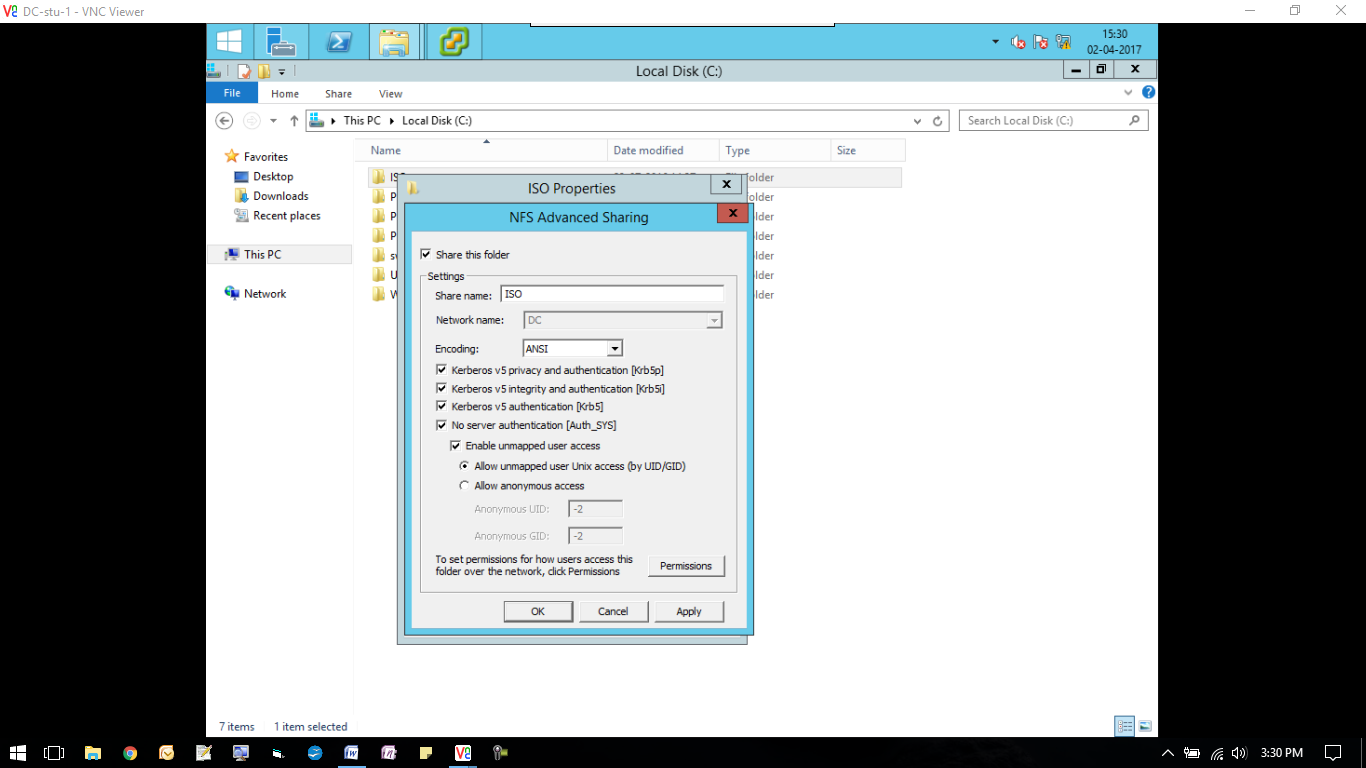 DC-stu-1 - VNC Viewer
15:30
02-04-2017
Local Disk (C:)
File Home Share View
This PC Local Disk (C:)
Search Local Disk (C:)
Name Date modified Type Size
Favorites
Desktop
Downloads
Recent places
This PC
Network
ISO Properties
NFS Advanced Sharing
Share this folder
Settings
Share name: ISO
Network name: DC
Encoding: ANSI
Kerberos v5 privacy and authentication [Krb5p]
Kerberos v5 integrity and authentication [Krb5i]
Kerberos v5 authentication [Krb5]
No server authentication [Auth_SYS]
Enable unmapped user access
Allow unmapped user Unix access (by UID/GID)
Allow anonymous access
Anonymous UID: -2
Anonymous GID: -2
To set permissions for how users access this
folder over the network, click Permissions
Permissions
OK Cancel Apply
7 items 1 item selected
3:30 PM